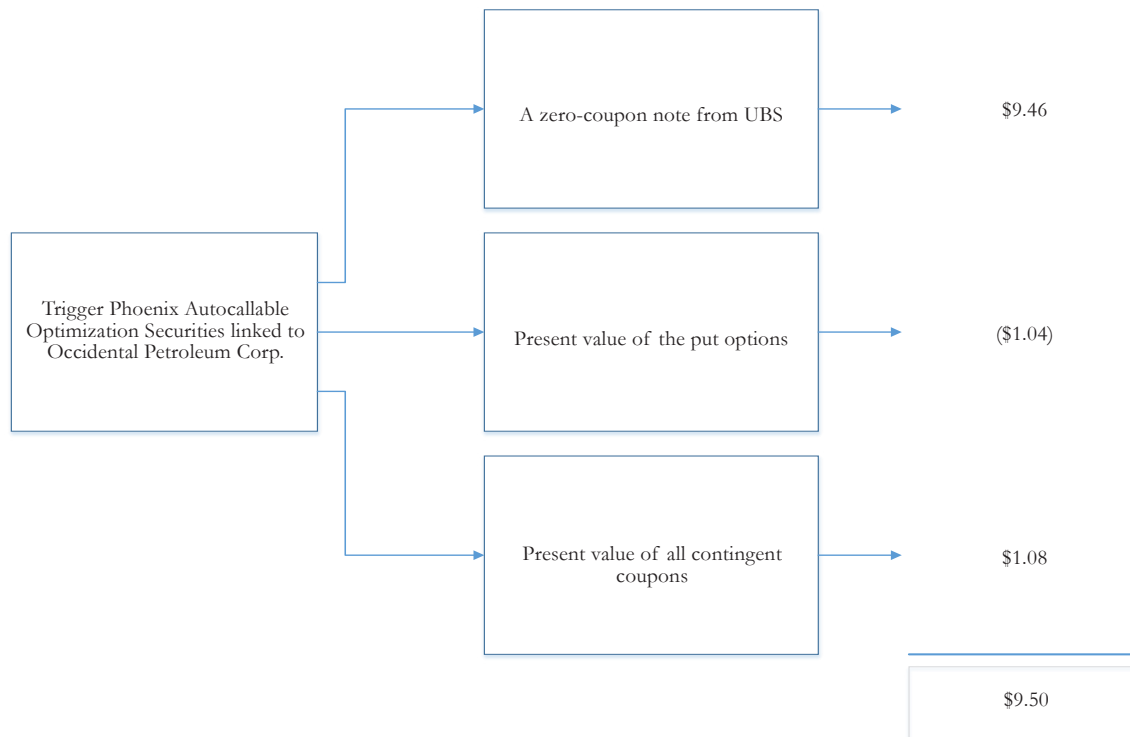 A zero-coupon note from UBS
$9.46
Trigger Phoenix Autocallable
Optimization Securities linked to
Occidental Petroleum Corp.
Present value of the put options
($1.04)
Present value of all contingent
coupons
$1.08
$9.50